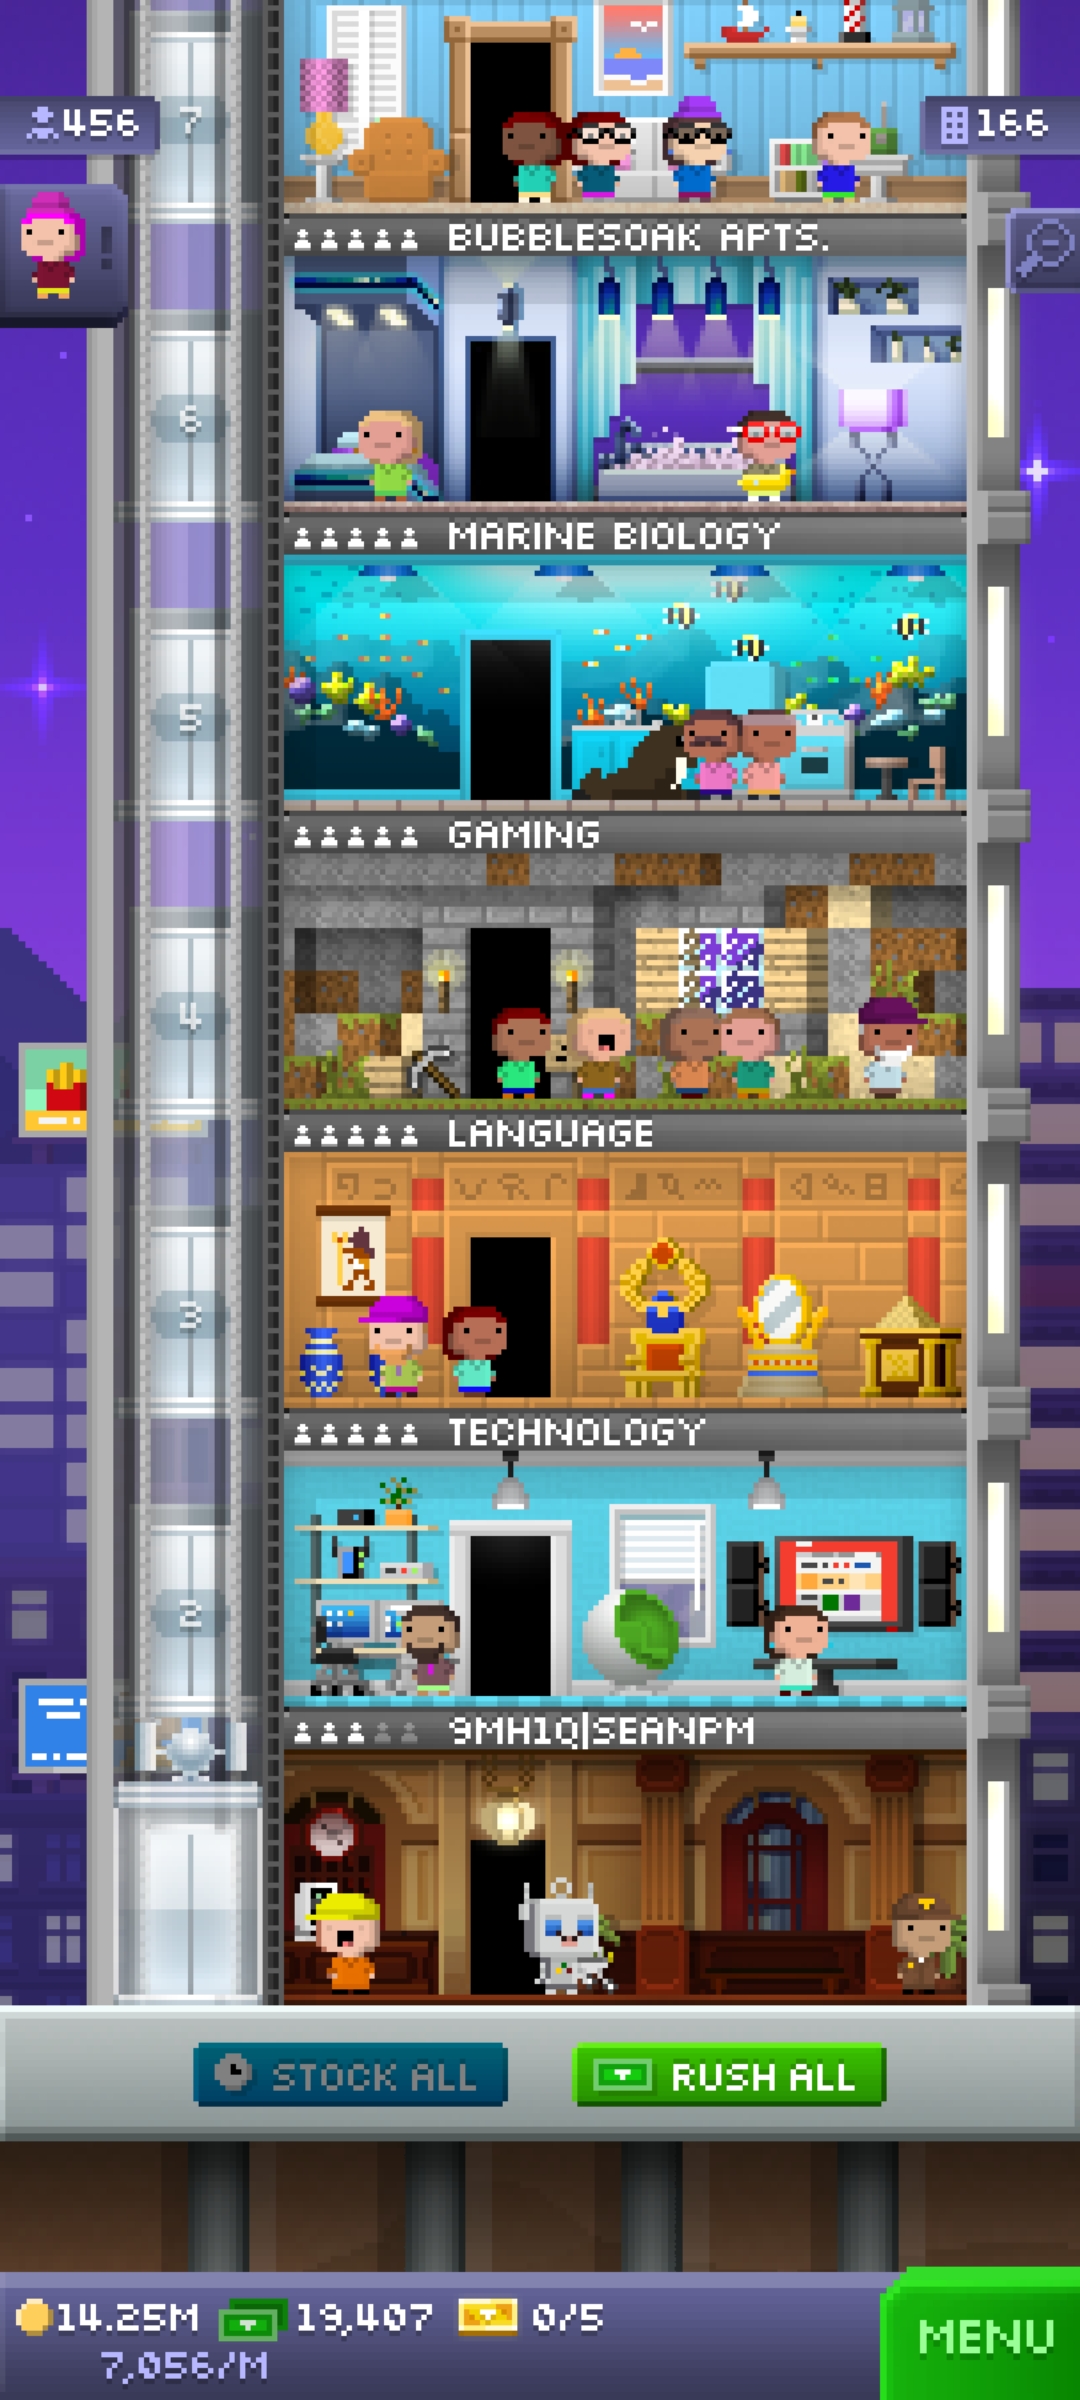 7
456
166
BUBBLESOAK APTS.
6
MARINE BIOLOGY
5
GAMING
4
LANGUAGE
3
TECHNOLOGY
2
9MH1Q|SEANPM
STOCK ALL
RUSH ALL
14.25M
19,407
0/5
7,056/M
MENU